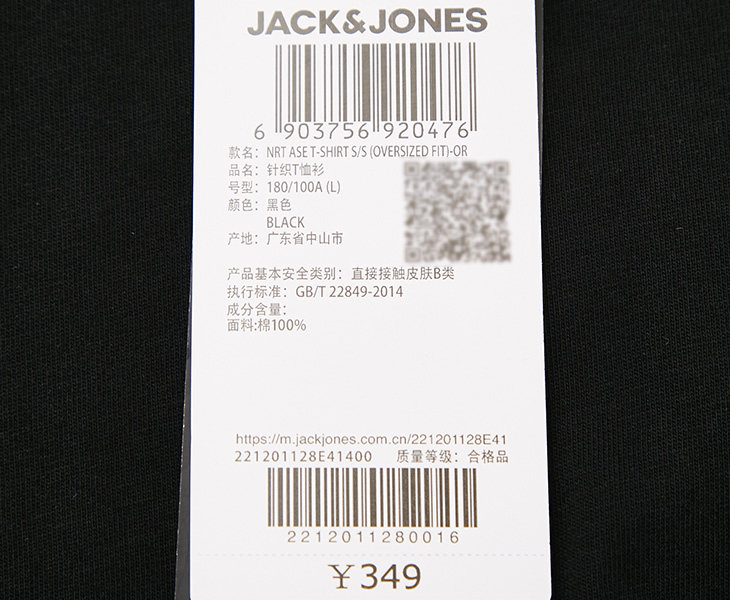 JACK&JONES
6 903756 920476
款名: NRT ASE T-SHIRT S/S (OVERSIZED FIT)-OR
品名: 针织T恤衫
号型: 180/100A (L)
颜色: 黑色
BLACK
产地: 广东省中山市
产品基本安全类别: 直接接触皮肤B类
执行标准: GB/T 22849-2014
成分含量:
面料:棉100%
https://m.jackjones.com.cn/221201128E41
221201128E41400 质量等级: 合格品
2212011280016
￥349